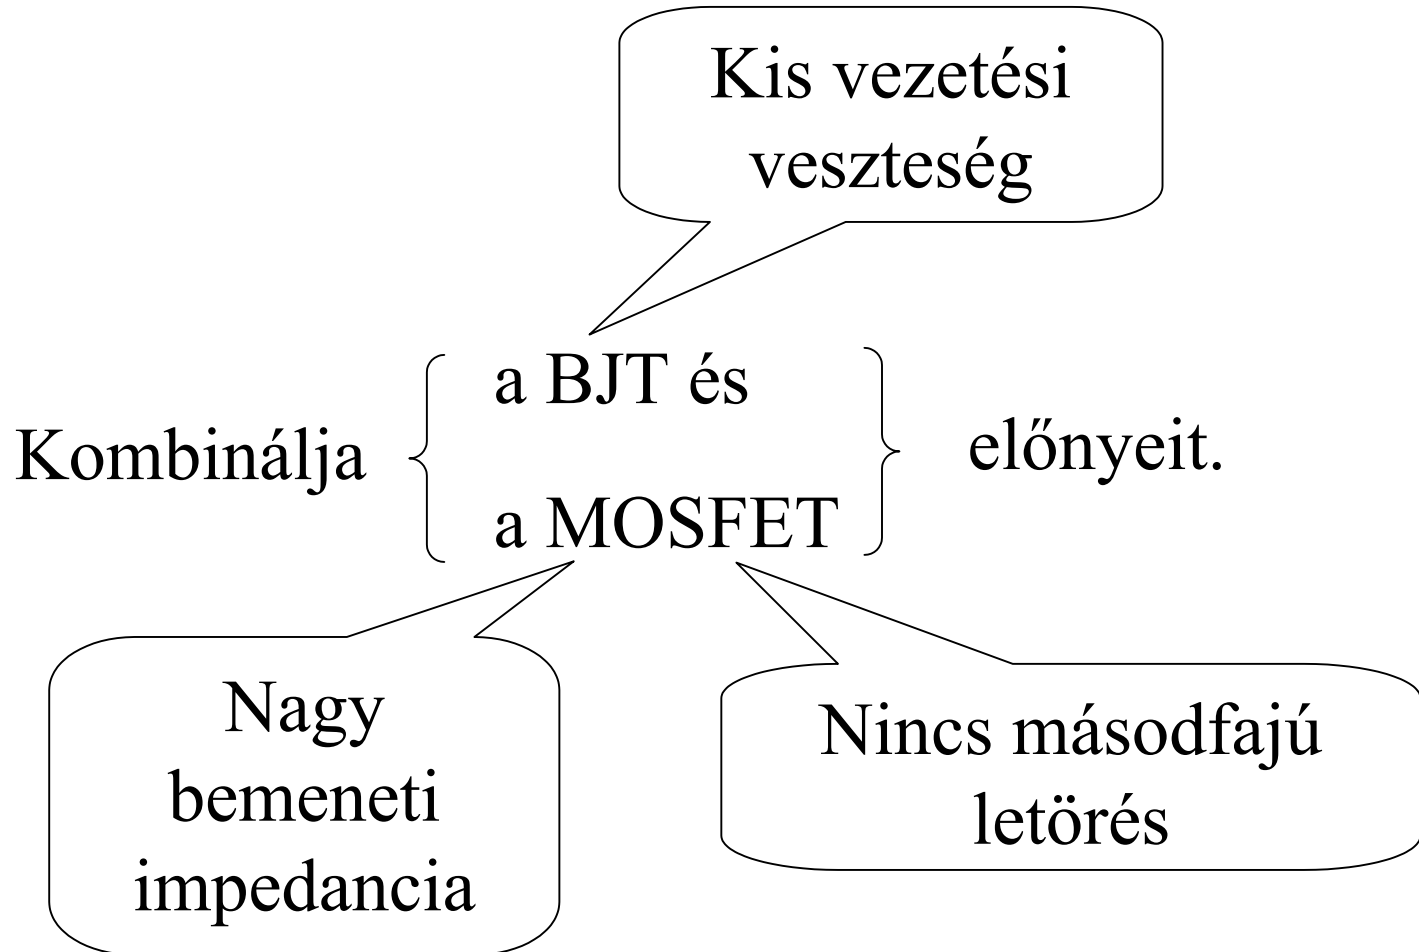 Kis vezetési
veszteség
a BJT és
Kombinálja
előnyeit.
a MOSFET
Nagy
bemeneti
impedancia
Nincs másodfajú
letörés